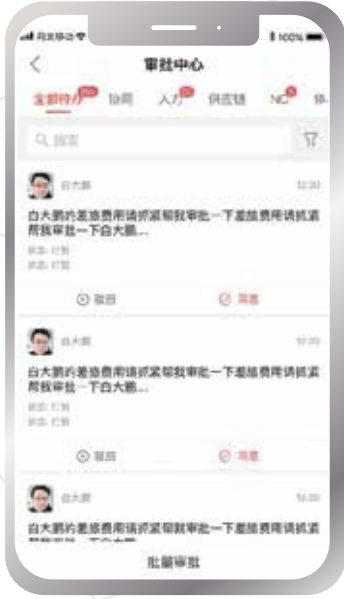 100%
审批中心
全部待办 协同 人力 供应链 NC
搜索
白大鹏 12:30
白大鹏的差旅费用请抓紧帮我审批一下差旅费用请抓紧
帮我审批一下白大鹏...
驳回 同意
白大鹏 12:30
白大鹏的差旅费用请抓紧帮我审批一下差旅费用请抓紧
帮我审批一下白大鹏...
驳回 同意
白大鹏 12:30
白大鹏的差旅费用请抓紧帮我审批一下差旅费用请抓紧
批量审批